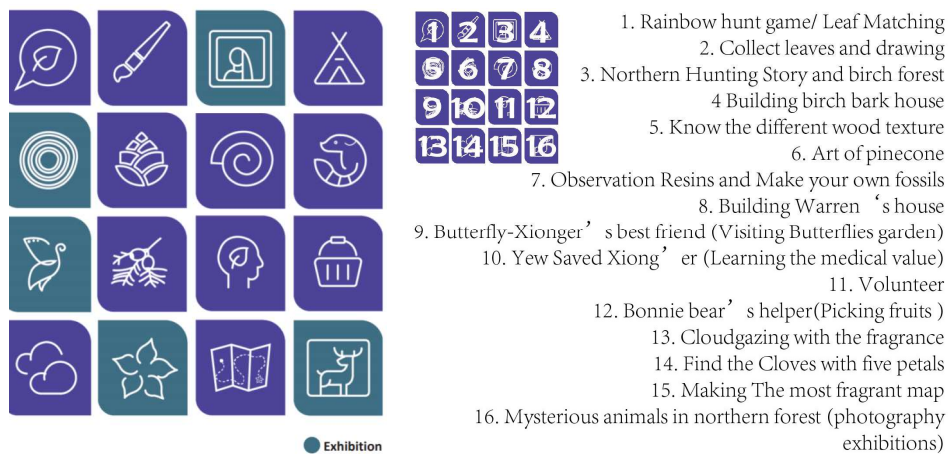 1 2 3 4
5 6 7 8
9 10 11 12
13 14 15 16
1. Rainbow hunt game/ Leaf Matching
2. Collect leaves and drawing
3. Northern Hunting Story and birch forest
4 Building birch bark house
5. Know the different wood texture
6. Art of pinecone
7. Observation Resins and Make your own fossils
8. Building Warren ‘s house
9. Butterfly-Xionger’ s best friend (Visiting Butterflies garden)
10. Yew Saved Xiong’ er (Learning the medical value)
11. Volunteer
12. Bonnie bear’ s helper(Picking fruits )
13. Cloudgazing with the fragrance
14. Find the Cloves with five petals
15. Making The most fragrant map
16. Mysterious animals in northern forest (photography
exhibitions)
Exhibition